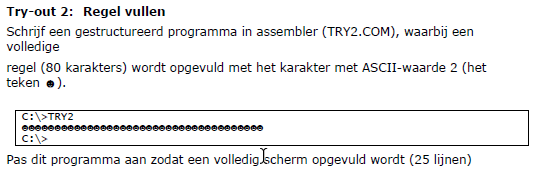 Try-out 2: Regel vullen
Schrijf een gestructureerd programma in assembler (TRY2.COM), waarbij een
volledige
regel (80 karakters) wordt opgevuld met het karakter met ASCII-waarde 2 (het
teken ☻).
C:\>TRY2
☻☻☻☻☻☻☻☻☻☻☻☻☻☻☻☻☻☻☻☻☻☻☻☻☻☻☻☻☻☻☻☻☻☻☻☻☻☻☻☻
C:\>
Pas dit programma aan zodat een volledig scherm opgevuld wordt (25 lijnen)